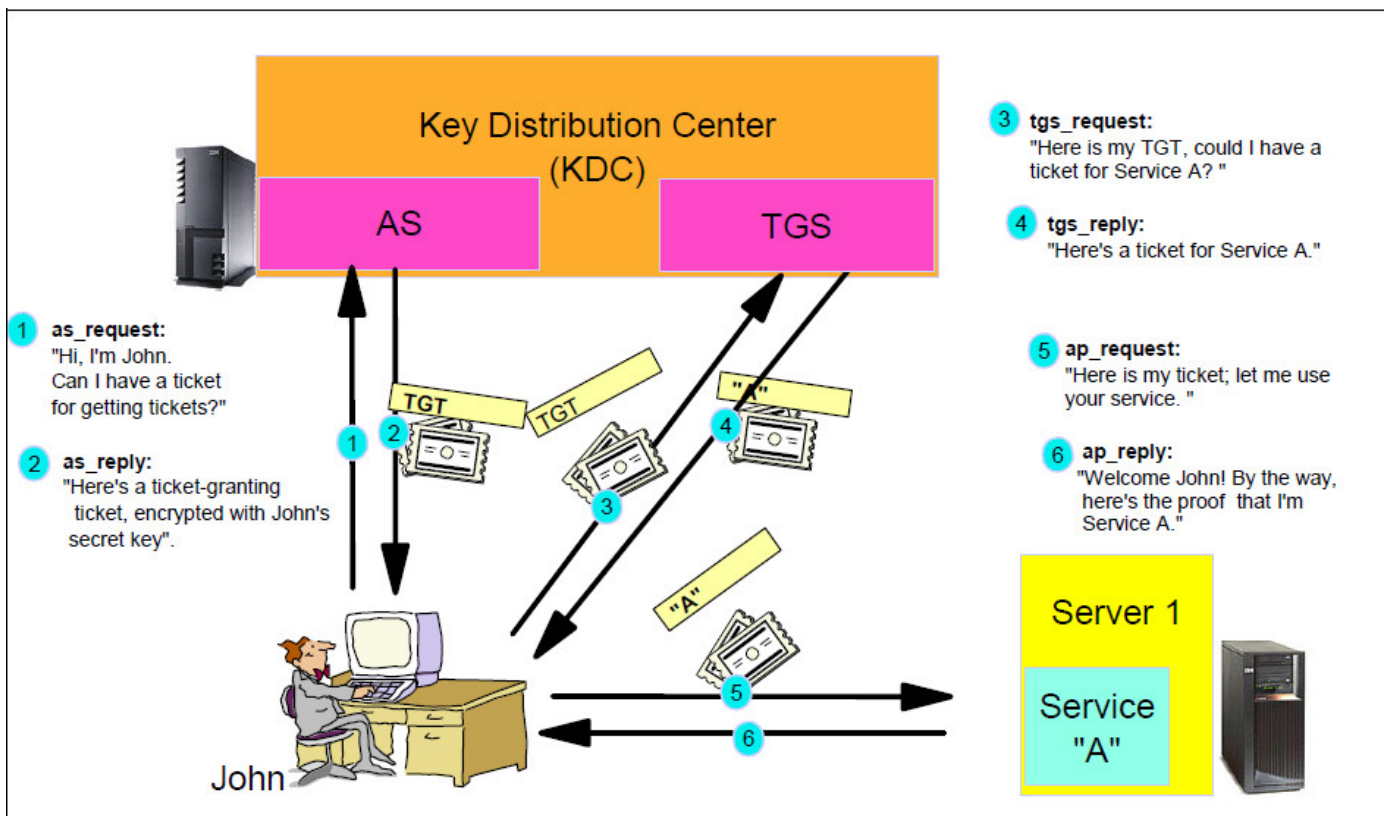 Key Distribution Center
(KDC)
AS
TGS
1
as_request:
"Hi, I'm John.
Can I have a ticket
for getting tickets?"
2
as_reply:
"Here's a ticket-granting
ticket, encrypted with John's
secret key".
3
tgs_request:
"Here is my TGT, could I have a
ticket for Service A? "
4
tgs_reply:
"Here's a ticket for Service A."
5
ap_request:
"Here is my ticket; let me use
your service. "
6
ap_reply:
"Welcome John! By the way,
here's the proof that I'm
Service A."
TGT
TGT
"A"
1
2
3
4
"A"
5
6
John
Server 1
Service
"A"